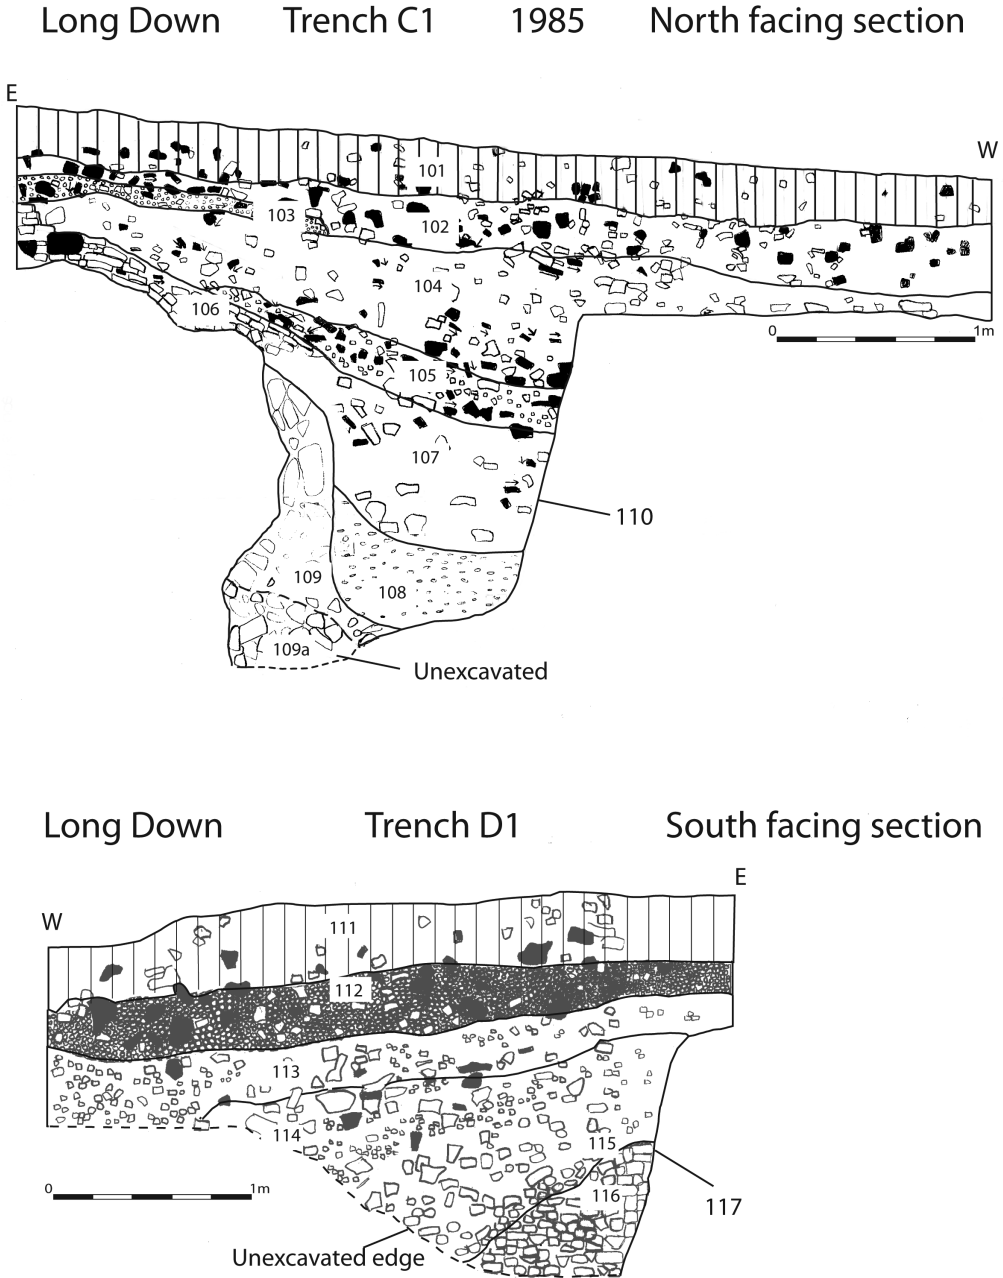 Long Down Trench C1 1985 North facing section
E
W
101
103
102
104
106
0 1m
105
107
110
109
108
109a
Unexcavated
Long Down Trench D1 South facing section
E
W
111
112
113
114
115
0 1m
116
117
Unexcavated edge